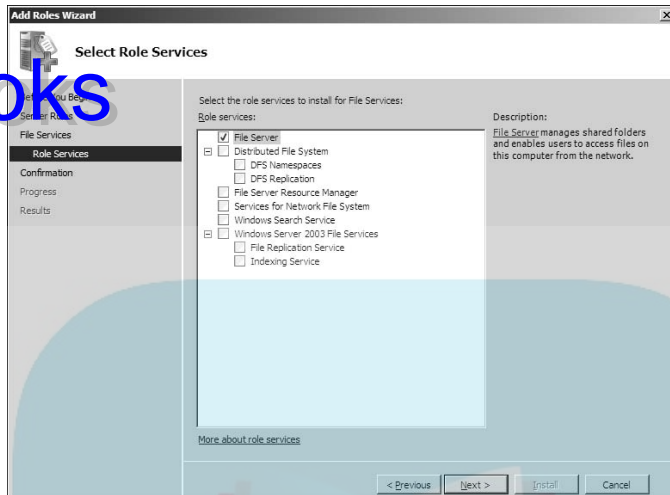 Add Roles Wizard
Select Role Services
oks
Server Roles
File Services
Role Services
Confirmation
Progress
Results
Select the role services to install for File Services:
Role services:
File Server
Distributed File System
DFS Namespaces
DFS Replication
File Server Resource Manager
Services for Network File System
Windows Search Service
Windows Server 2003 File Services
File Replication Service
Indexing Service
More about role services
Description:
File Server manages shared folders
and enables users to access files on
this computer from the network.
< Previous
Next >
Install
Cancel